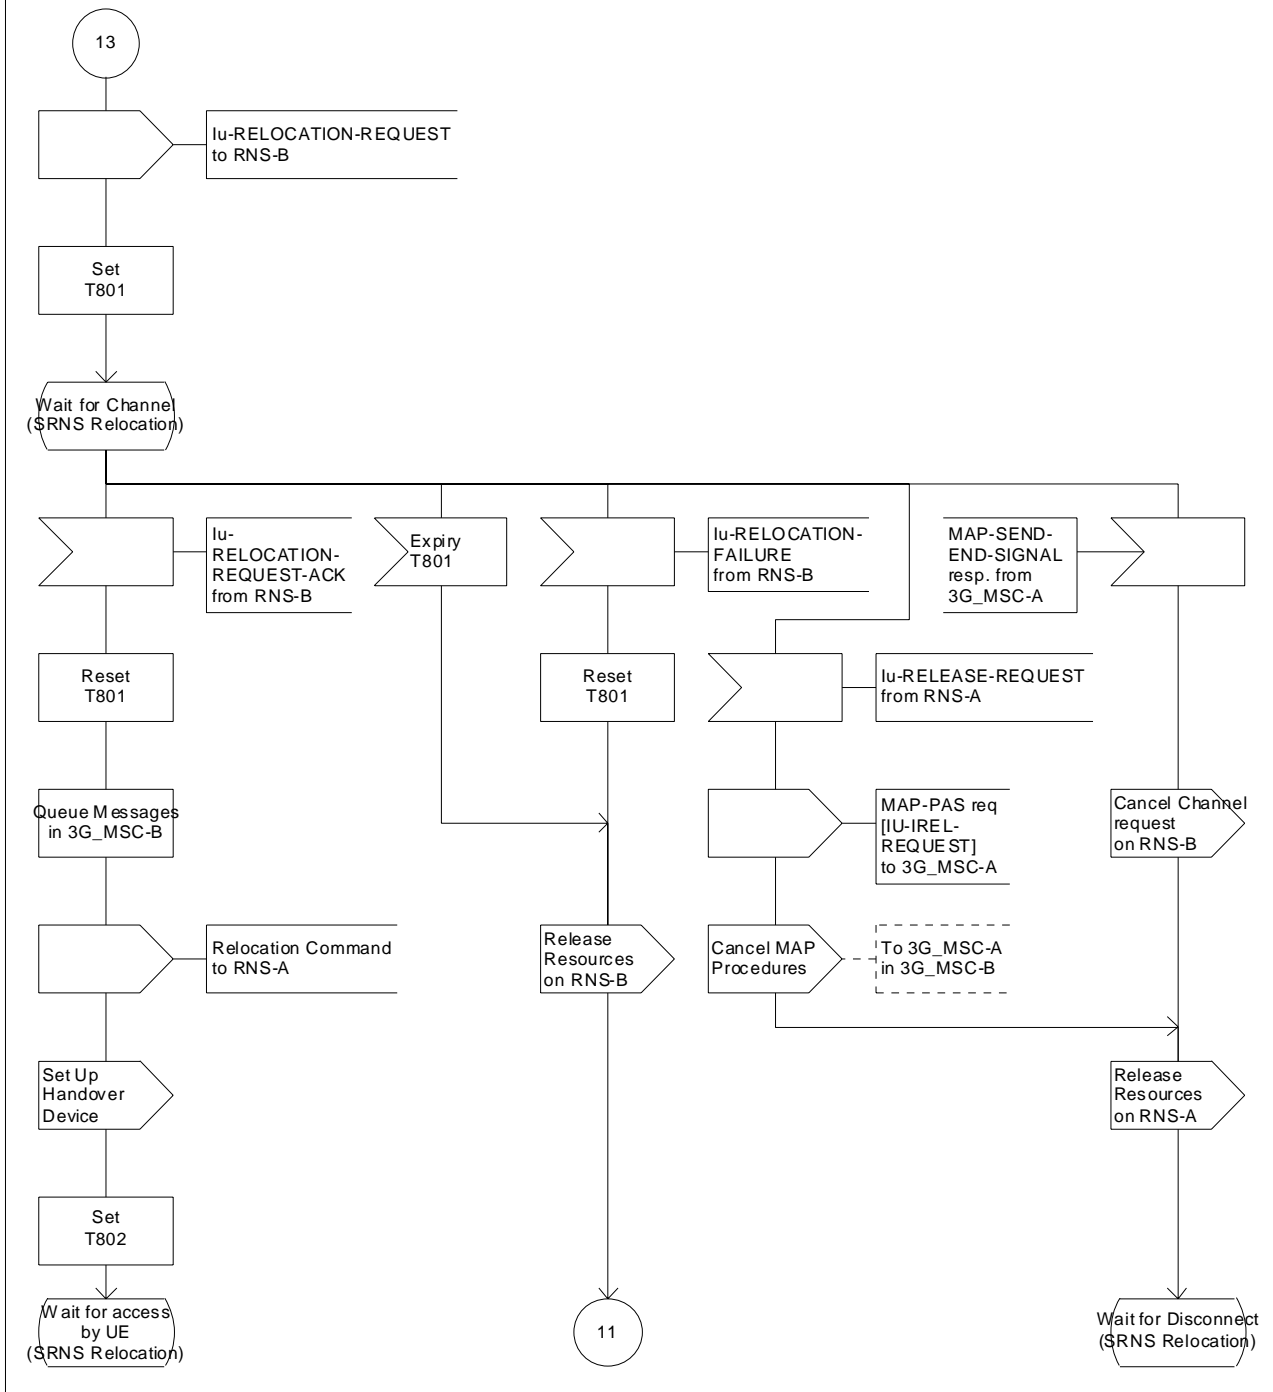 13
Iu-RELOCATION-REQUEST
to RNS-B
Set
T801
Wait for Channel
(SRNS Relocation)
Iu-
RELOCATION-
REQUEST-ACK
from RNS-B
Expiry
T801
Iu-RELOCATION-
FAILURE
from RNS-B
MAP-SEND-
END-SIGNAL
resp. from
3G_MSC-A
Reset
T801
Reset
T801
Iu-RELEASE-REQUEST
from RNS-A
Queue Messages
in 3G_MSC-B
MAP-PAS req
[IU-IREL-
REQUEST]
to 3G_MSC-A
Cancel Channel
request
on RNS-B
Relocation Command
to RNS-A
Release
Resources
on RNS-B
Cancel MAP
Procedures
To 3G_MSC-A
in 3G_MSC-B
Set Up
Handover
Device
Release
Resources
on RNS-A
Set
T802
Wait for access
by UE
(SRNS Relocation)
11
Wait for Disconnect
(SRNS Relocation)